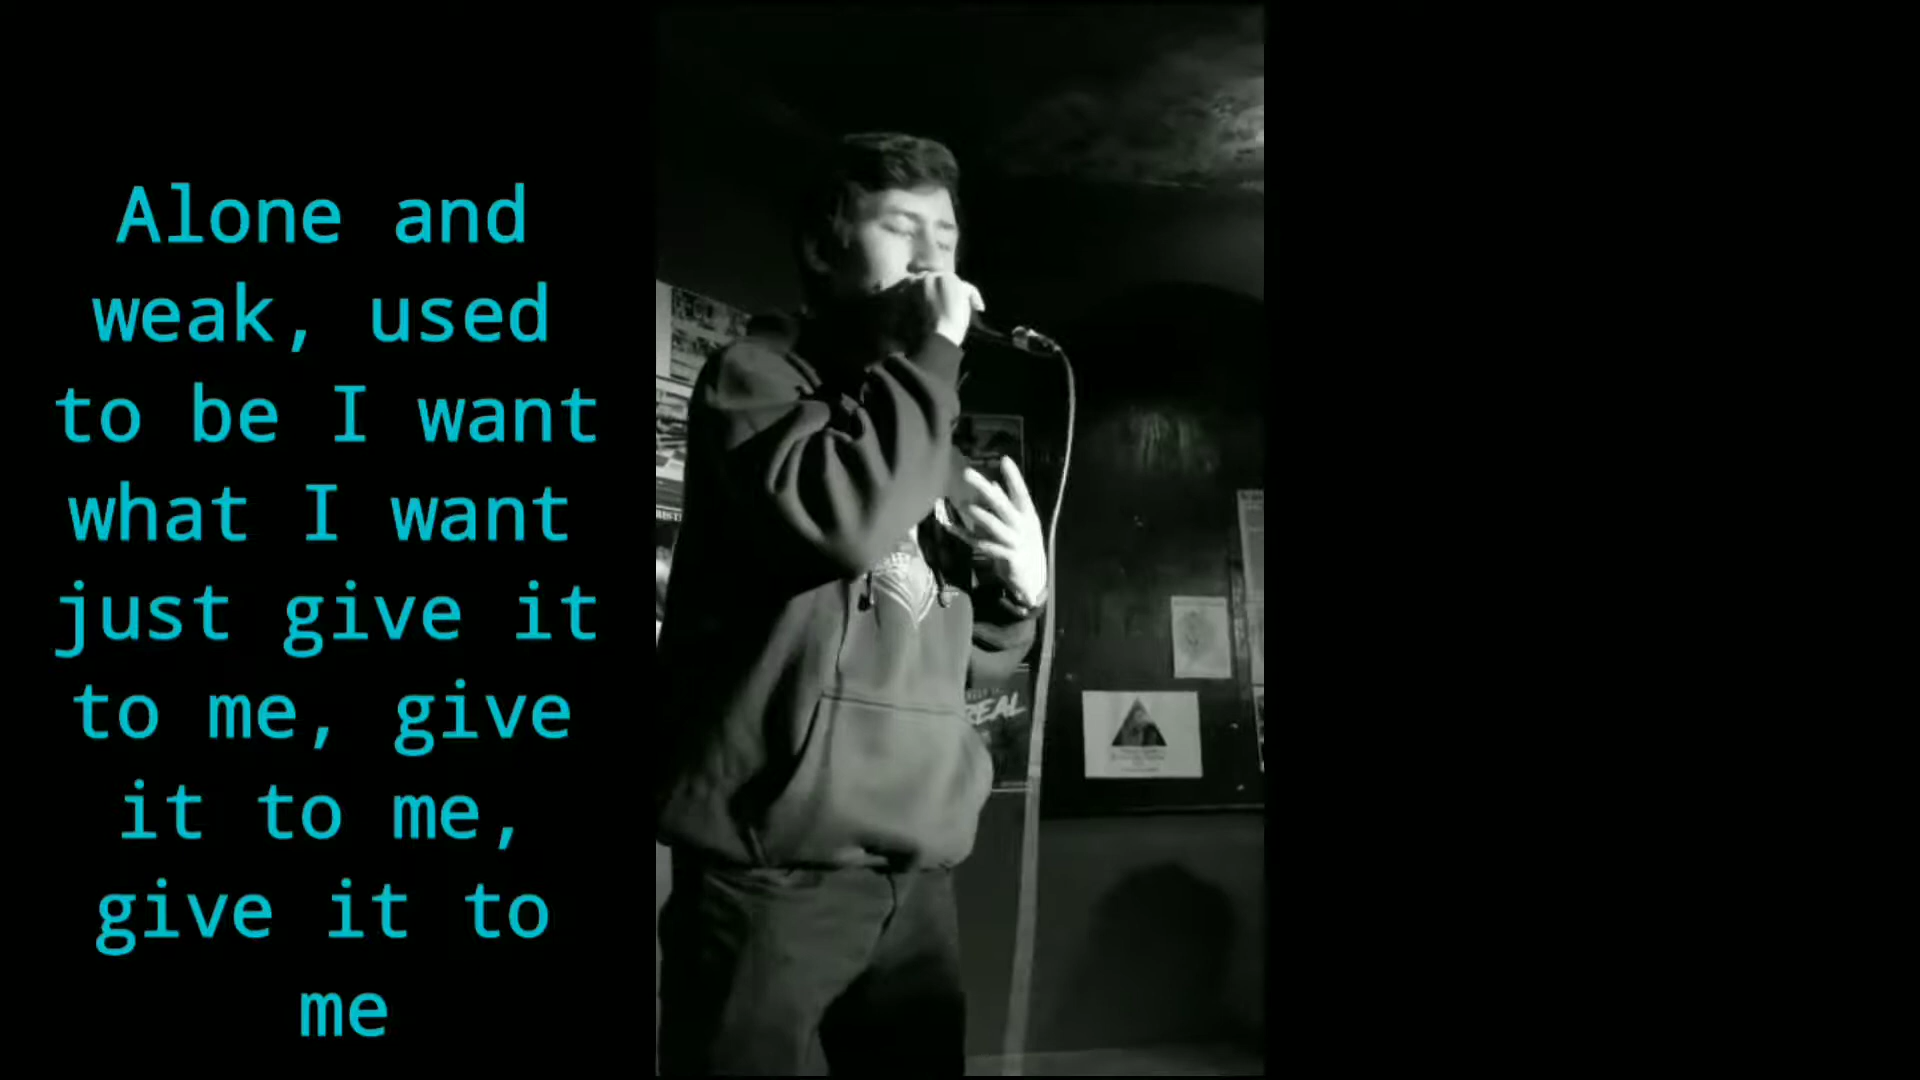 Alone and
weak, used
to be I want
what I want
just give it
to me, give
it to me,
give it to
me
REAL